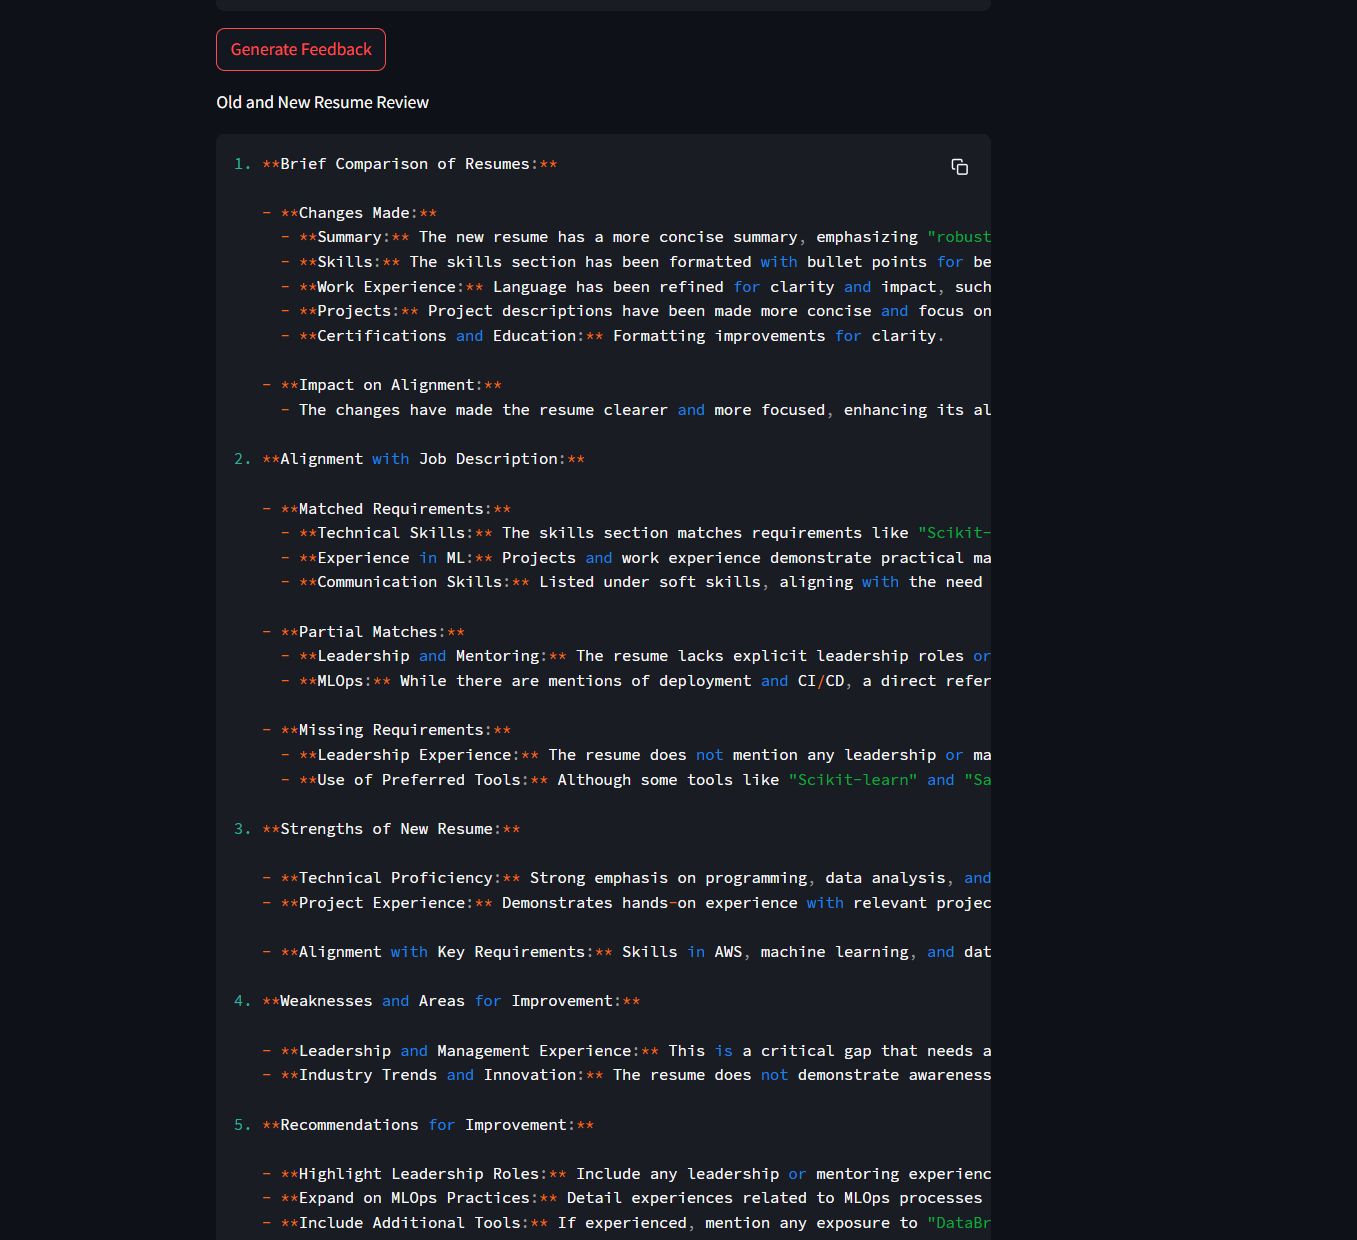 Generate Feedback
Old and New Resume Review
1. **Brief Comparison of Resumes:**
- **Changes Made:**
- **Summary:** The new resume has a more concise summary, emphasizing "robust
- **Skills:** The skills section has been formatted with bullet points for be
- **Work Experience:** Language has been refined for clarity and impact, such
- **Projects:** Project descriptions have been made more concise and focus on
- **Certifications and Education:** Formatting improvements for clarity.
- **Impact on Alignment:**
- The changes have made the resume clearer and more focused, enhancing its al
2. **Alignment with Job Description:**
- **Matched Requirements:**
- **Technical Skills:** The skills section matches requirements like "Scikit-
- **Experience in ML:** Projects and work experience demonstrate practical ma
- **Communication Skills:** Listed under soft skills, aligning with the need
- **Partial Matches:**
- **Leadership and Mentoring:** The resume lacks explicit leadership roles or
- **MLOps:** While there are mentions of deployment and CI/CD, a direct refer
- **Missing Requirements:**
- **Leadership Experience:** The resume does not mention any leadership or ma
- **Use of Preferred Tools:** Although some tools like "Scikit-learn" and "Sa
3. **Strengths of New Resume:**
- **Technical Proficiency:** Strong emphasis on programming, data analysis, and
- **Project Experience:** Demonstrates hands-on experience with relevant projec
- **Alignment with Key Requirements:** Skills in AWS, machine learning, and dat
4. **Weaknesses and Areas for Improvement:**
- **Leadership and Management Experience:** This is a critical gap that needs a
- **Industry Trends and Innovation:** The resume does not demonstrate awareness
5. **Recommendations for Improvement:**
- **Highlight Leadership Roles:** Include any leadership or mentoring experienc
- **Expand on MLOps Practices:** Detail experiences related to MLOps processes
- **Include Additional Tools:** If experienced, mention any exposure to "DataBr